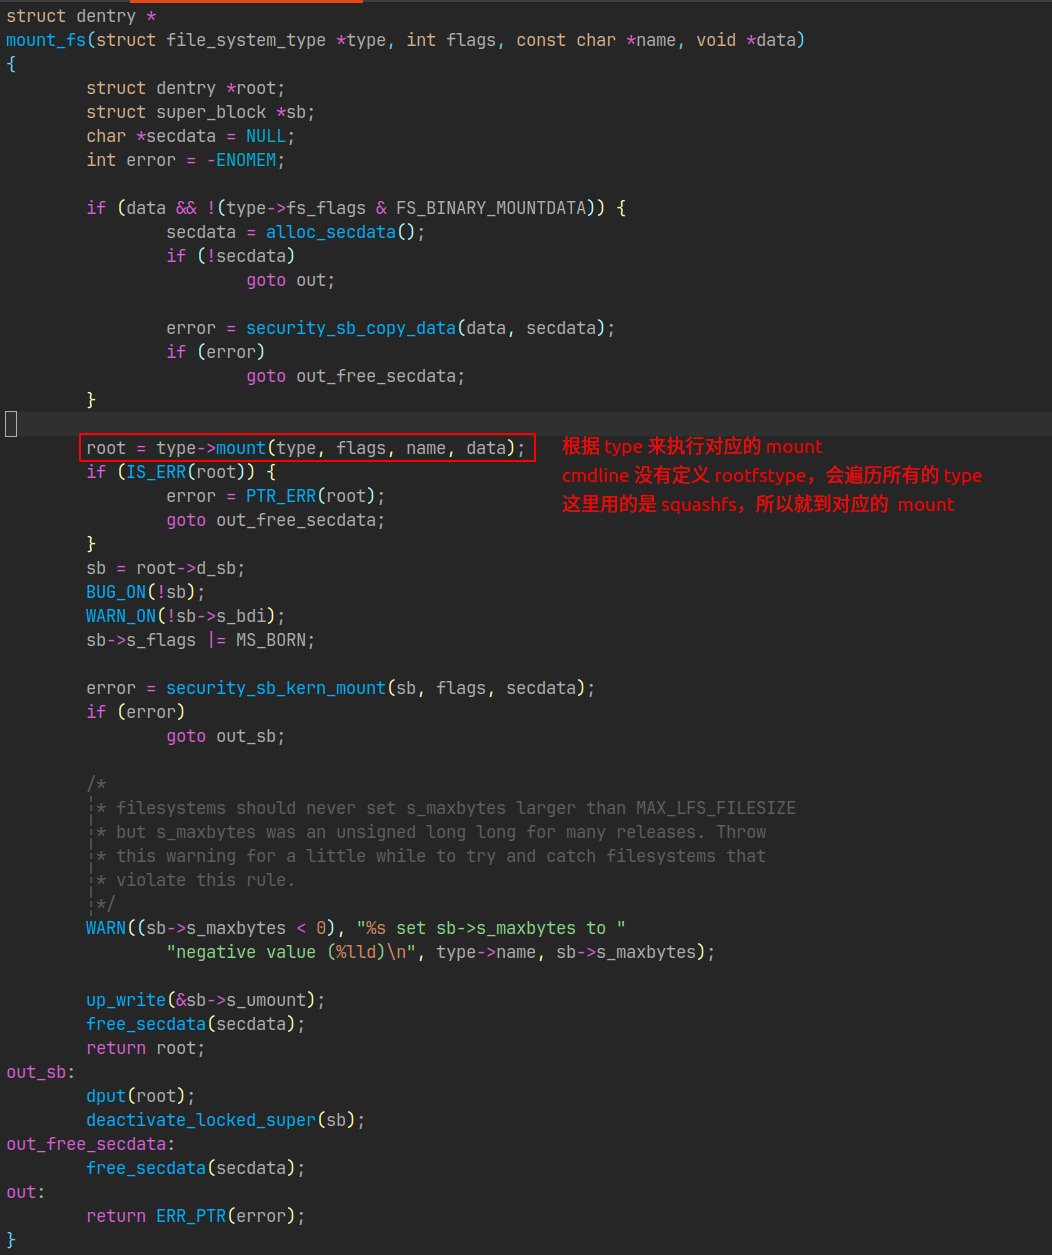 struct dentry *
mount_fs(struct file_system_type *type, int flags, const char *name, void *data)
{
        struct dentry *root;
        struct super_block *sb;
        char *secdata = NULL;
        int error = -ENOMEM;

        if (data && !(type->fs_flags & FS_BINARY_MOUNTDATA)) {
                secdata = alloc_secdata();
                if (!secdata)
                        goto out;

                error = security_sb_copy_data(data, secdata);
                if (error)
                        goto out_free_secdata;
        }

        root = type->mount(type, flags, name, data);
根据 type 来执行对应的 mount
        if (IS_ERR(root)) {
cmdline 没有定义 rootfstype，会遍历所有的 type
                error = PTR_ERR(root);
这里用的是 squashfs，所以就到对应的 mount
                goto out_free_secdata;
        }
        sb = root->d_sb;
        BUG_ON(!sb);
        WARN_ON(!sb->s_bdi);
        sb->s_flags |= MS_BORN;

        error = security_sb_kern_mount(sb, flags, secdata);
        if (error)
                goto out_sb;

        /*
         * filesystems should never set s_maxbytes larger than MAX_LFS_FILESIZE
         * but s_maxbytes was an unsigned long long for many releases. Throw
         * this warning for a little while to try and catch filesystems that
         * violate this rule.
         */
        WARN((sb->s_maxbytes < 0), "%s set sb->s_maxbytes to "
                "negative value (%lld)\n", type->name, sb->s_maxbytes);

        up_write(&sb->s_umount);
        free_secdata(secdata);
        return root;
out_sb:
        dput(root);
        deactivate_locked_super(sb);
out_free_secdata:
        free_secdata(secdata);
out:
        return ERR_PTR(error);
}